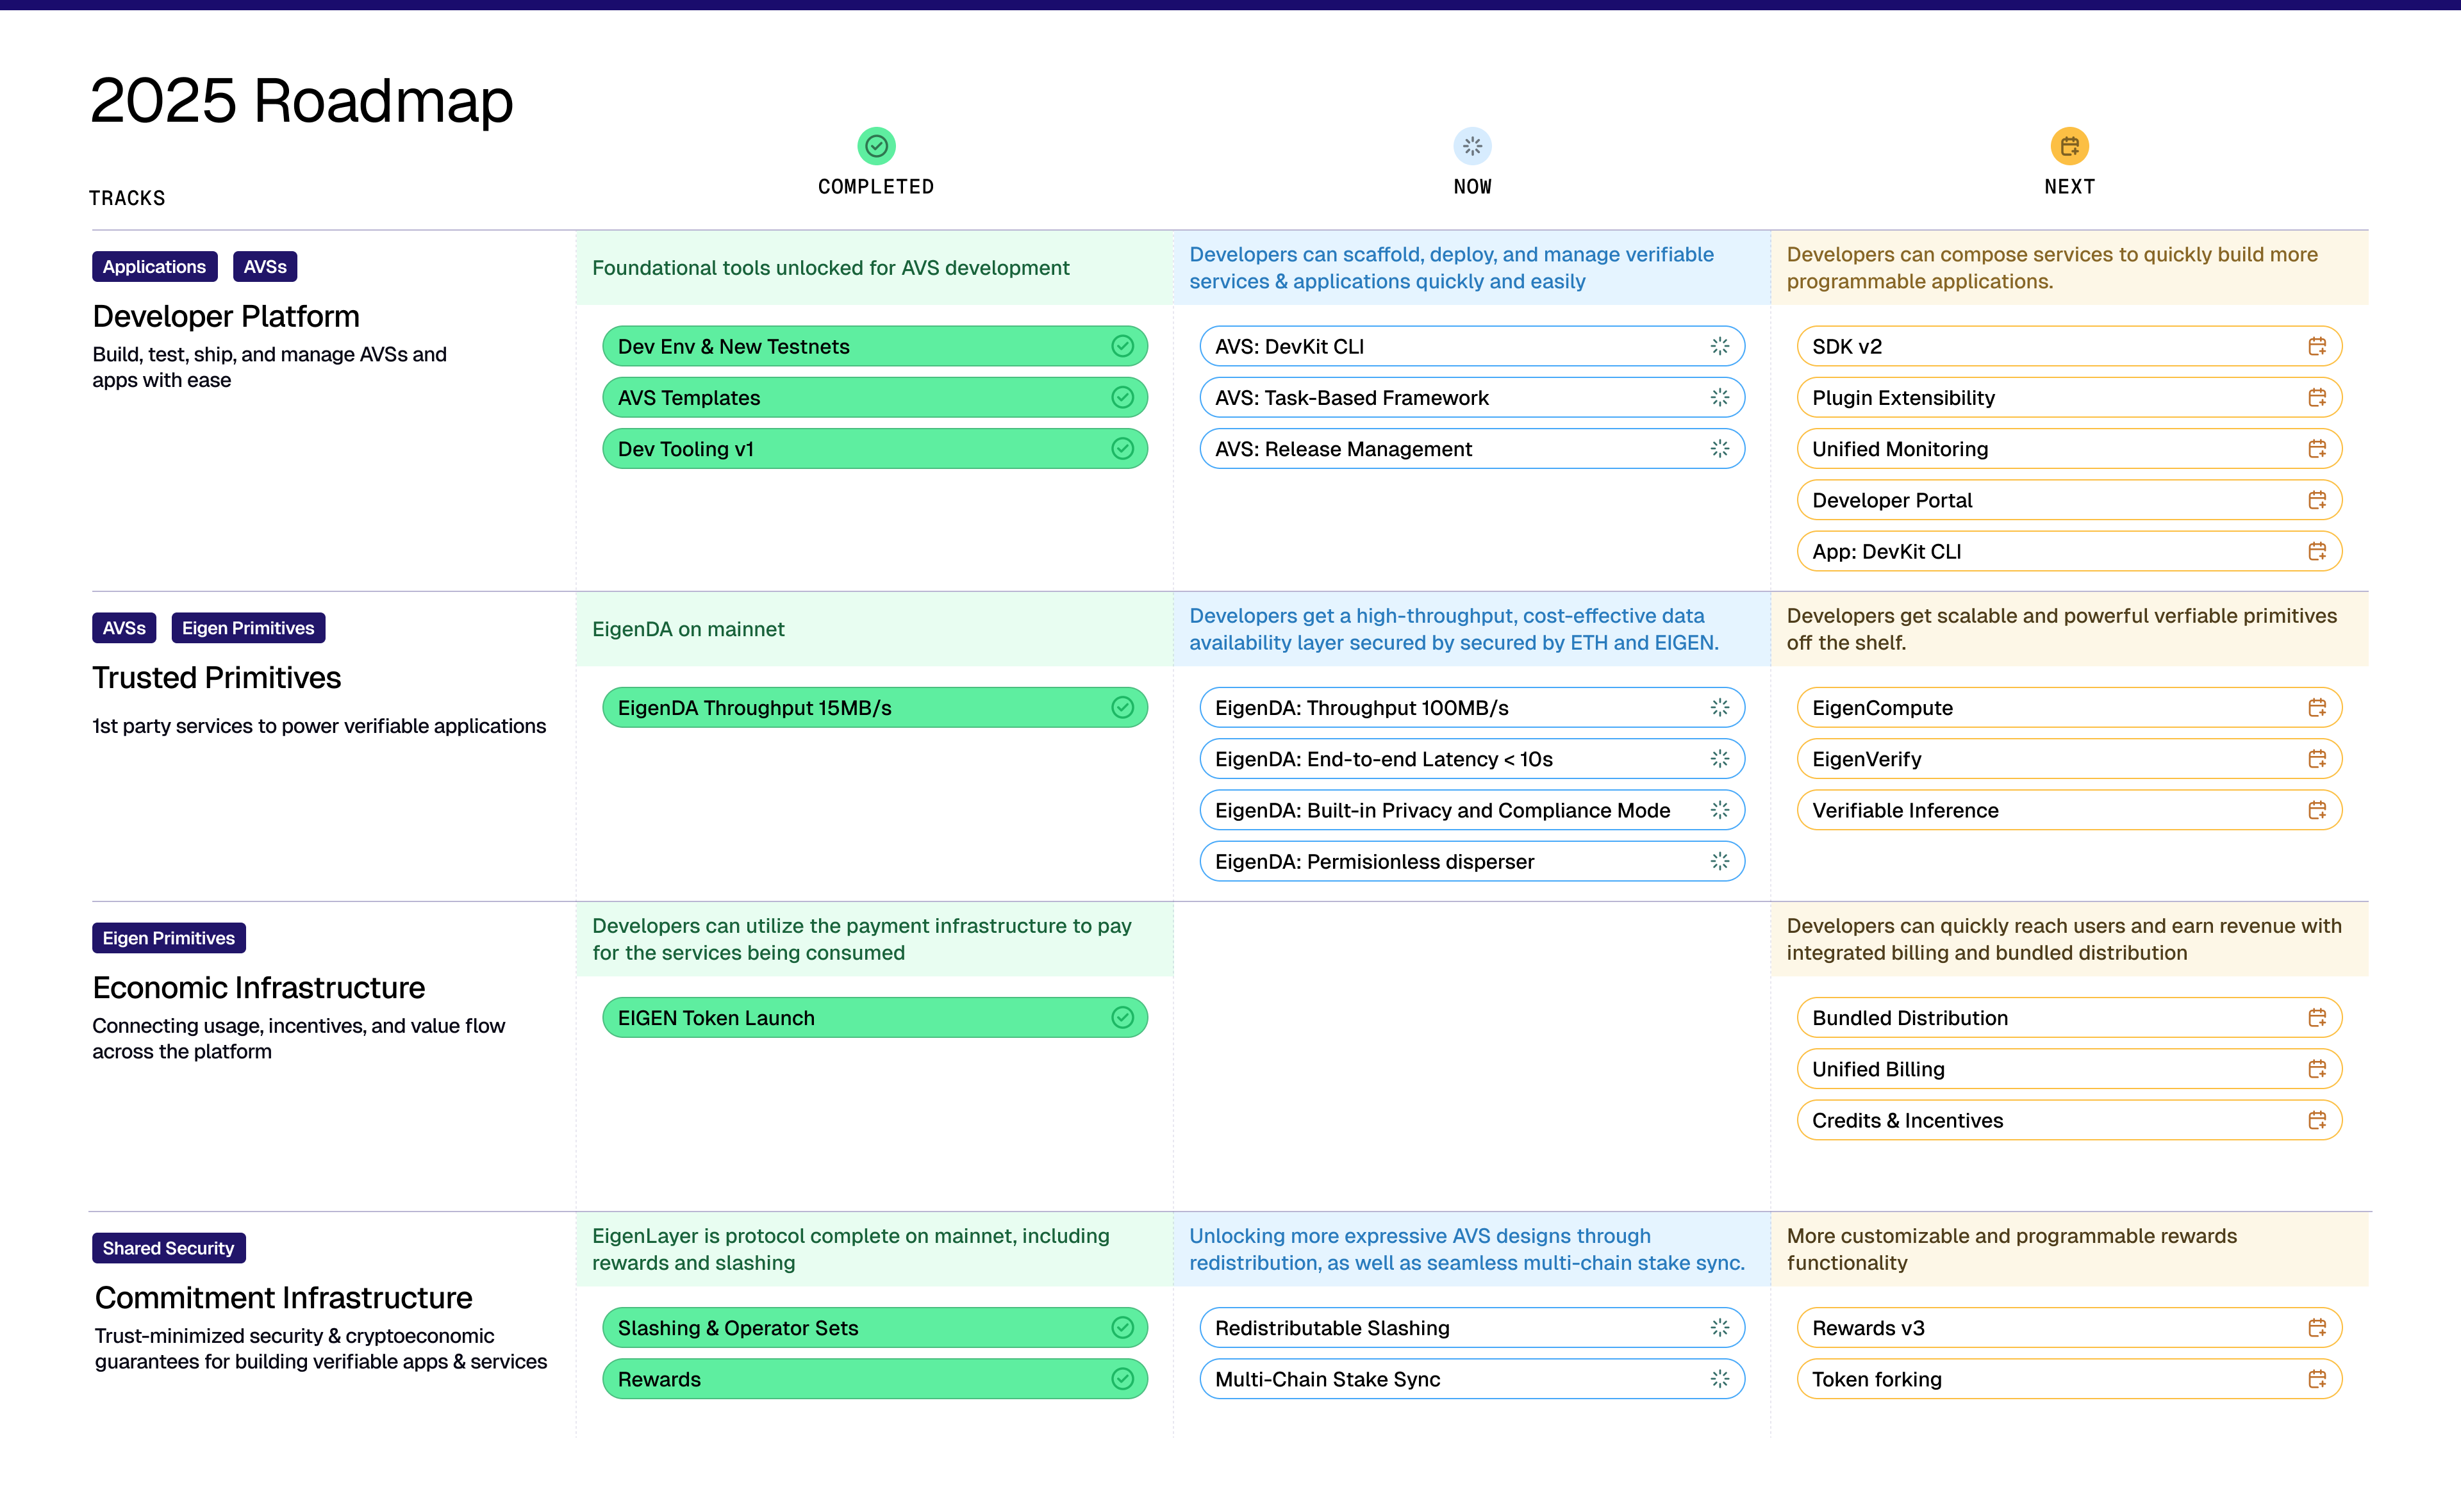 2025 Roadmap
TRACKS
COMPLETED
NOW
NEXT
Applications
AVSs
Developer Platform
Build, test, ship, and manage AVSs and
apps with ease
Foundational tools unlocked for AVS development
Dev Env & New Testnets
AVS Templates
Dev Tooling v1
Developers can scaffold, deploy, and manage verifiable
services & applications quickly and easily
AVS: DevKit CLI
AVS: Task-Based Framework
AVS: Release Management
Developers can compose services to quickly build more
programmable applications.
SDK v2
Plugin Extensibility
Unified Monitoring
Developer Portal
App: DevKit CLI
AVSs
Eigen Primitives
Trusted Primitives
1st party services to power verifiable applications
EigenDA on mainnet
EigenDA Throughput 15MB/s
Developers get a high-throughput, cost-effective data
availability layer secured by secured by ETH and EIGEN.
EigenDA: Throughput 100MB/s
EigenDA: End-to-end Latency < 10s
EigenDA: Built-in Privacy and Compliance Mode
EigenDA: Permisionless disperser
Developers get scalable and powerful verfiable primitives
off the shelf.
EigenCompute
EigenVerify
Verifiable Inference
Eigen Primitives
Economic Infrastructure
Connecting usage, incentives, and value flow
across the platform
Developers can utilize the payment infrastructure to pay
for the services being consumed
EIGEN Token Launch
Developers can quickly reach users and earn revenue with
integrated billing and bundled distribution
Bundled Distribution
Unified Billing
Credits & Incentives
Shared Security
Commitment Infrastructure
Trust-minimized security & cryptoeconomic
guarantees for building verifiable apps & services
EigenLayer is protocol complete on mainnet, including
rewards and slashing
Slashing & Operator Sets
Rewards
Unlocking more expressive AVS designs through
redistribution, as well as seamless multi-chain stake sync.
Redistributable Slashing
Multi-Chain Stake Sync
More customizable and programmable rewards
functionality
Rewards v3
Token forking